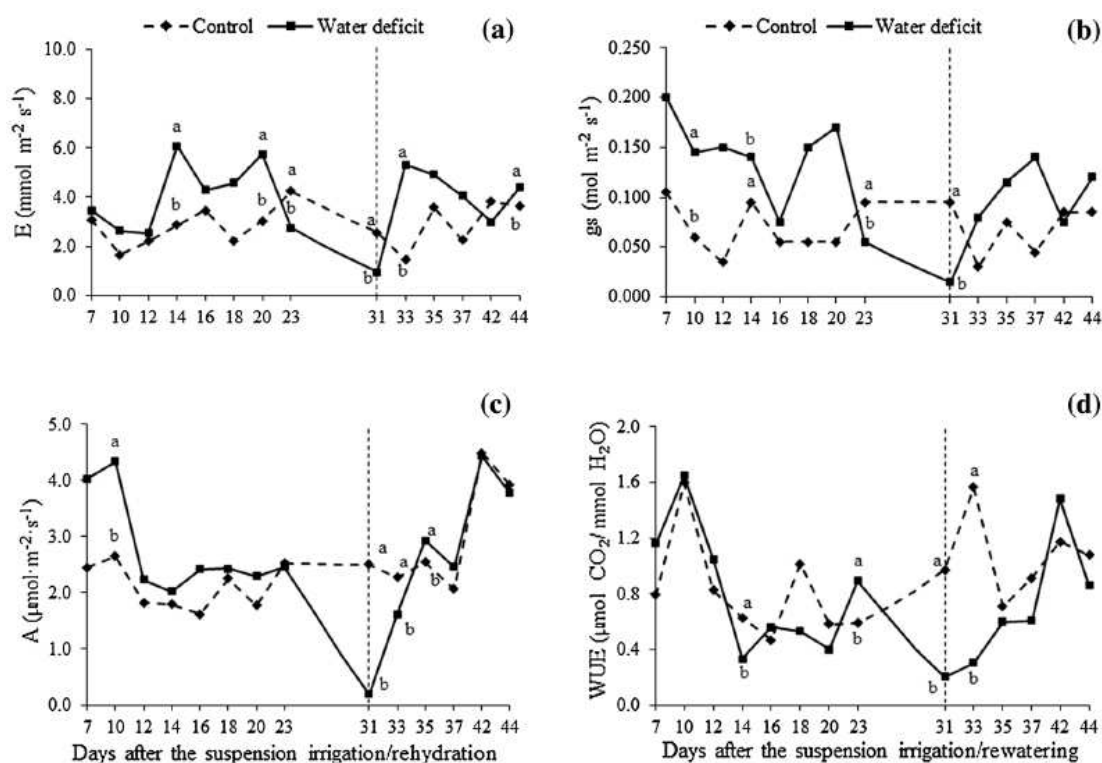 Control Water deficit
(a)
E (mmol m⁻² s⁻¹)
10.0
8.0
6.0
4.0
2.0
0.0
a
a
a
a
a
b
b
b
a
b
b
b
7 10 12 14 16 18 20 23 31 33 35 37 42 44
Control Water deficit
(b)
gs (mol m⁻² s⁻¹)
0.250
0.200
0.150
0.100
0.050
0.000
a
b
a
a
a
b
b
b
7 10 12 14 16 18 20 23 31 33 35 37 42 44
(c)
A (µmol·m⁻²·s⁻¹)
5.0
4.0
3.0
2.0
1.0
0.0
a
b
a
a
a
b
b
b
7 10 12 14 16 18 20 23 31 33 35 37 42 44
Days after the suspension irrigation/rehydration
(d)
WUE (µmol CO₂/ mmol H₂O)
2.0
1.6
1.2
0.8
0.4
0.0
a
a
a
a
b
b
b
b
7 10 12 14 16 18 20 23 31 33 35 37 42 44
Days after the suspension irrigation/rewatering